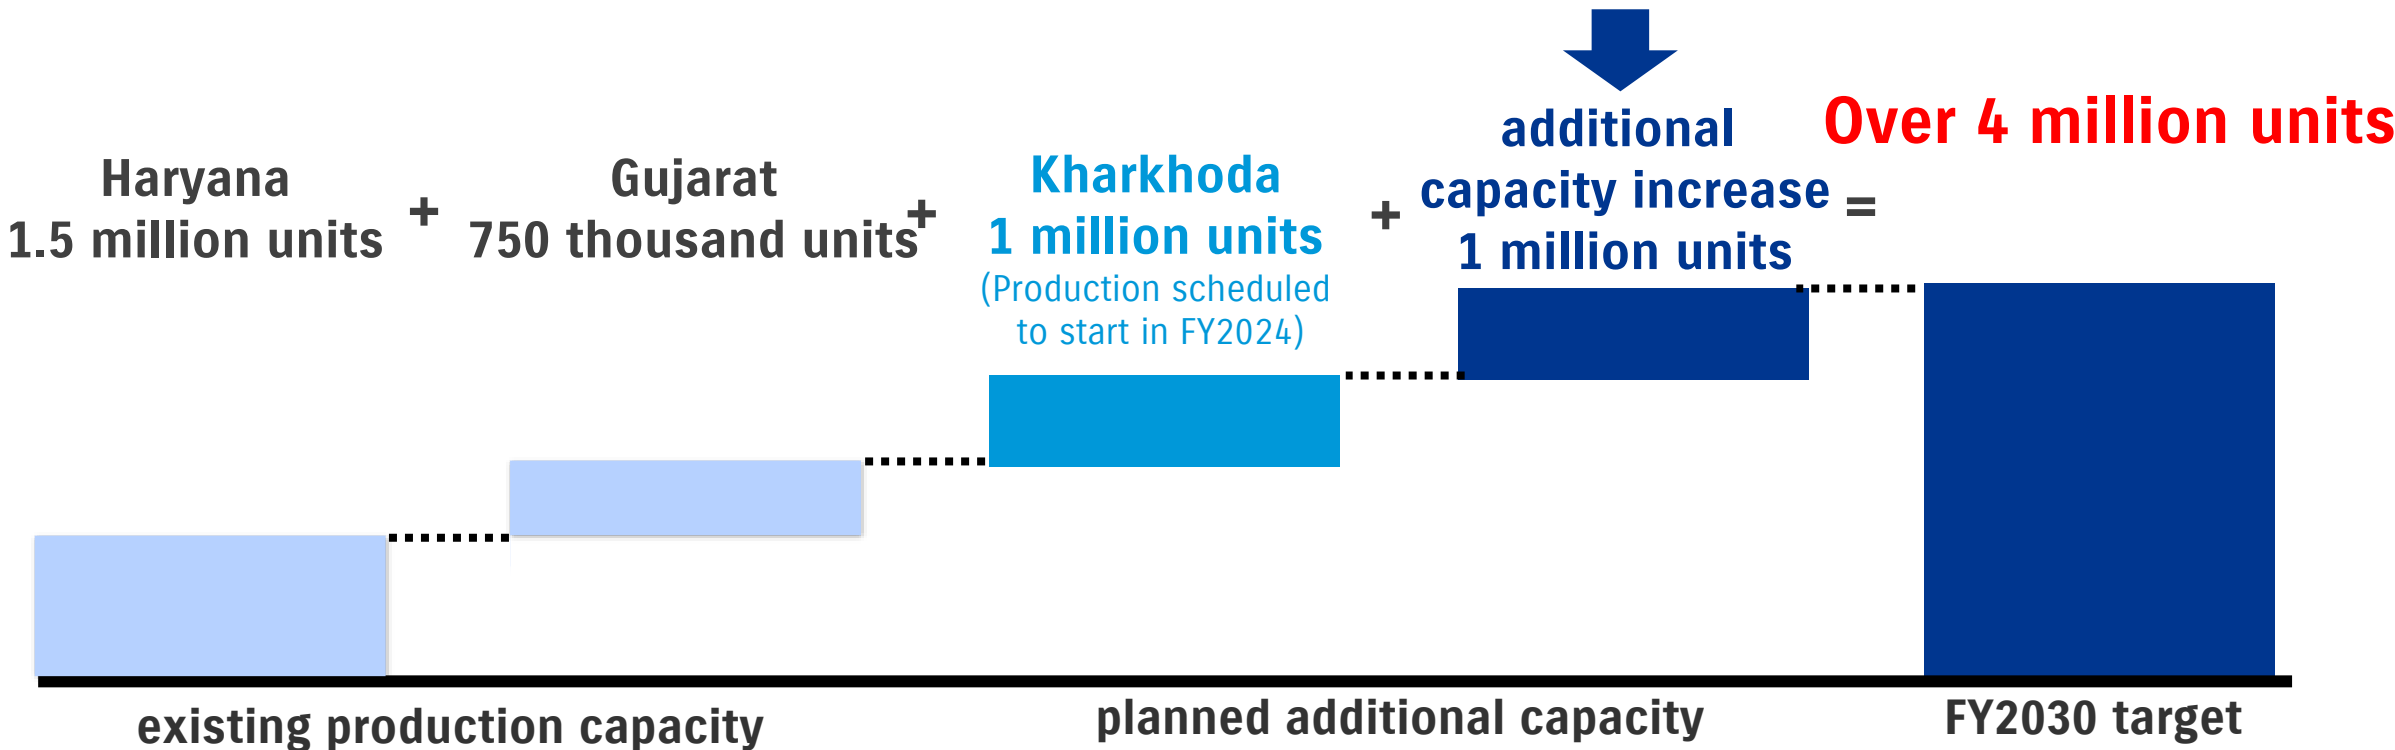 Haryana
1.5 million units
+
Gujarat
750 thousand units
+
Kharkhoda
1 million units
(Production scheduled
to start in FY2024)
+
additional
capacity increase
1 million units
=
Over 4 million units
existing production capacity
planned additional capacity
FY2030 target